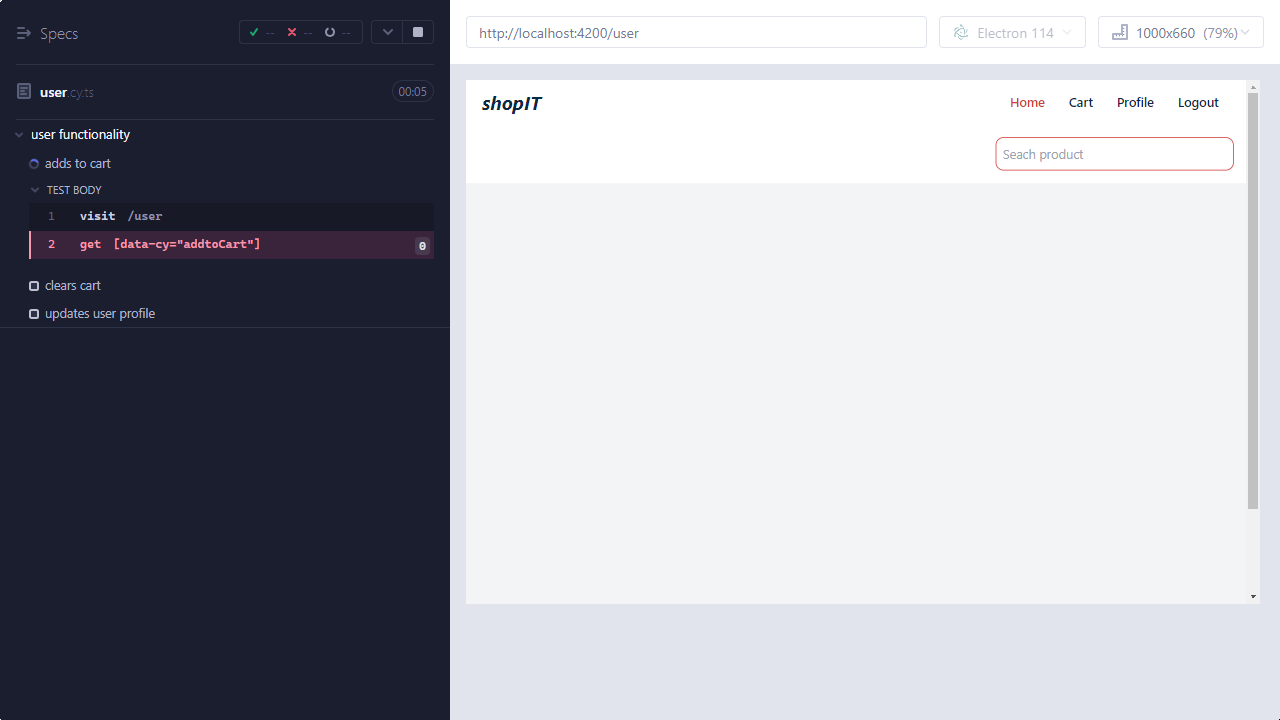 Specs
-- -- --
user.cy.ts 00:05
user functionality
adds to cart
TEST BODY
1 visit /user
2 get [data-cy="addtoCart"] 0
clears cart
updates user profile
http://localhost:4200/user
Electron 114
1000x660 (79%)
shopIT
Home Cart Profile Logout
Seach product